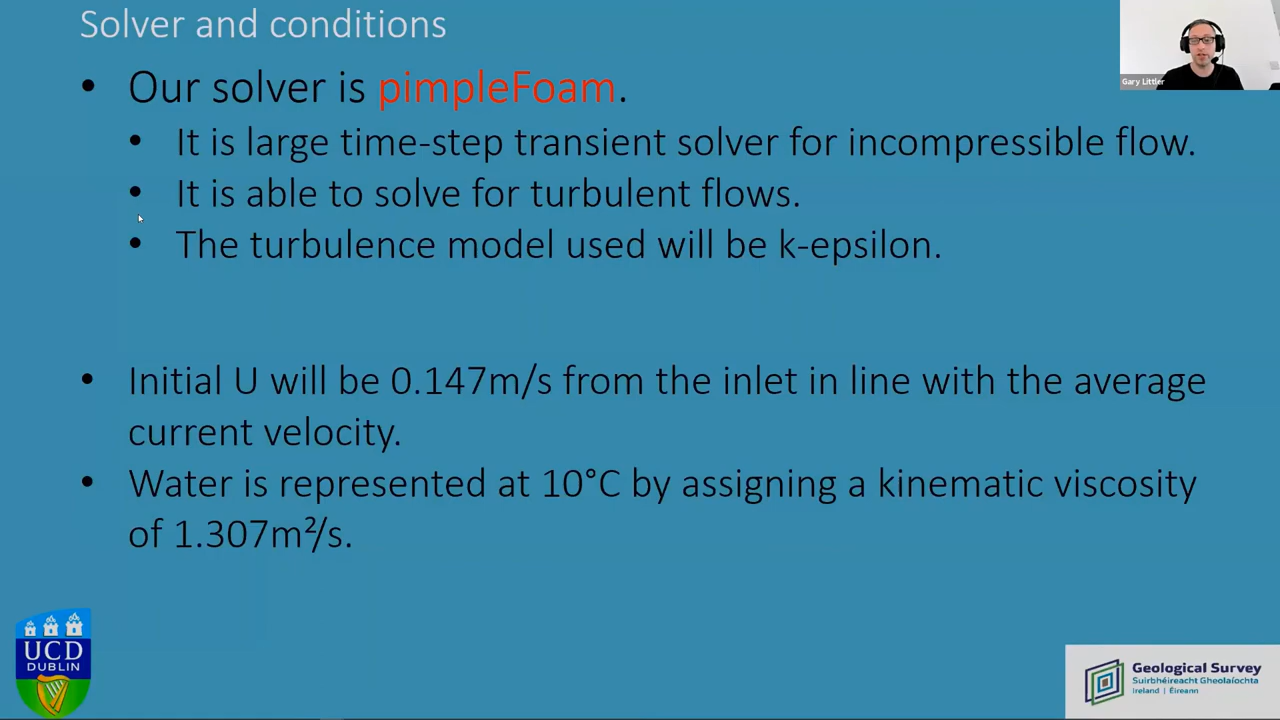 Solver and conditions
Gary Littler
• Our solver is pimpleFoam.
• It is large time-step transient solver for incompressible flow.
• It is able to solve for turbulent flows.
• The turbulence model used will be k-epsilon.
• Initial U will be 0.147m/s from the inlet in line with the average
current velocity.
• Water is represented at 10°C by assigning a kinematic viscosity
of 1.307m²/s.
UCD
DUBLIN
Geological Survey
Suirbhéireacht Gheolaíochta
Ireland | Éireann